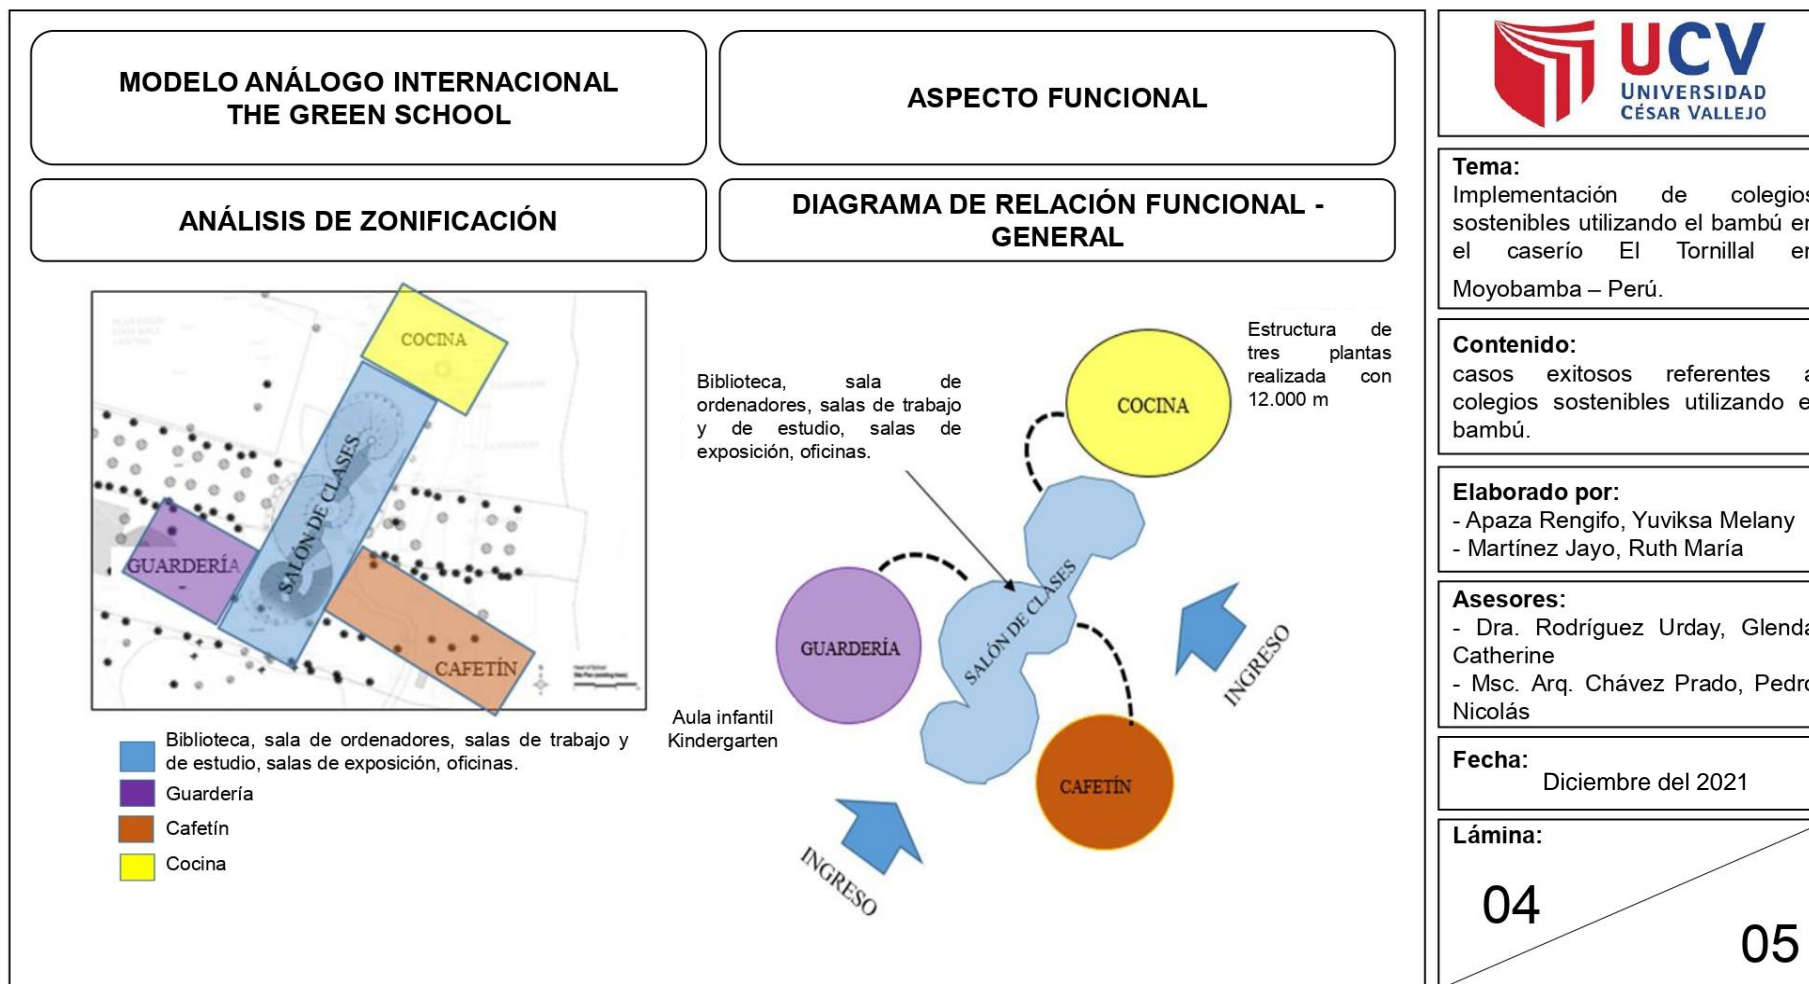 MODELO ANÁLOGO INTERNACIONAL
THE GREEN SCHOOL
ASPECTO FUNCIONAL
ANÁLISIS DE ZONIFICACIÓN
DIAGRAMA DE RELACIÓN FUNCIONAL -
GENERAL
COCINA
SALÓN DE CLASES
GUARDERÍA
-
CAFETÍN
Biblioteca, sala de ordenadores, salas de trabajo y
de estudio, salas de exposición, oficinas.
Guardería
Cafetín
Cocina
Biblioteca, sala de
ordenadores, salas de trabajo
y de estudio, salas de
exposición, oficinas.
Estructura de
tres plantas
realizada con
12.000 m
COCINA
SALÓN DE CLASES
GUARDERÍA
Aula infantil
Kindergarten
CAFETÍN
INGRESO
INGRESO
UCV
UNIVERSIDAD
CÉSAR VALLEJO
Tema:
Implementación de colegios
sostenibles utilizando el bambú en
el caserío El Tornillal en
Moyobamba – Perú.
Contenido:
casos exitosos referentes a
colegios sostenibles utilizando el
bambú.
Elaborado por:
- Apaza Rengifo, Yuviksa Melany
- Martínez Jayo, Ruth María
Asesores:
- Dra. Rodríguez Urday, Glenda
Catherine
- Msc. Arq. Chávez Prado, Pedro
Nicolás
Fecha:
Diciembre del 2021
Lámina:
04
05